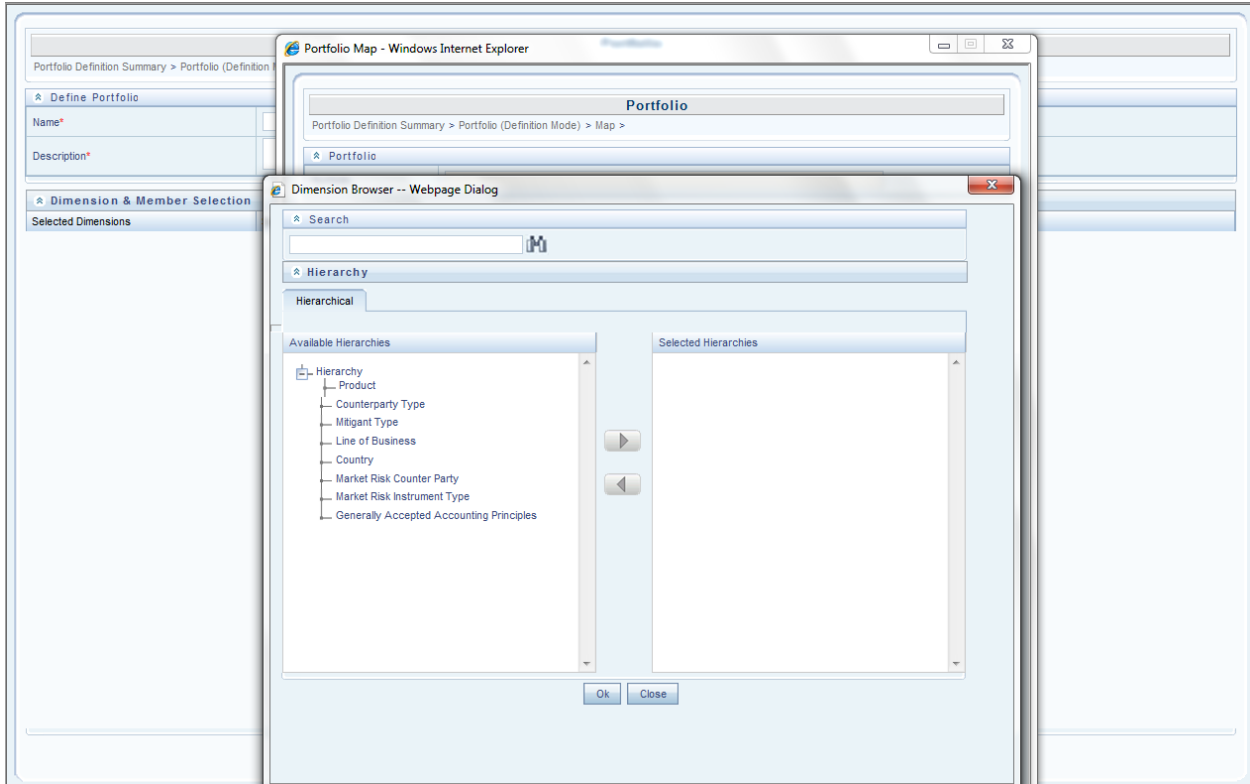 Portfolio Map - Windows Internet Explorer
Portfolio Definition Summary > Portfolio (Definition
Define Portfolio
Name*
Description*
Dimension & Member Selection
Selected Dimensions
Portfolio
Portfolio Definition Summary > Portfolio (Definition Mode) > Map >
Portfolio
Dimension Browser -- Webpage Dialog
Search
Hierarchy
Hierarchical
Available Hierarchies
Selected Hierarchies
Hierarchy
Product
Counterparty Type
Mitigant Type
Line of Business
Country
Market Risk Counter Party
Market Risk Instrument Type
Generally Accepted Accounting Principles
Ok
Close